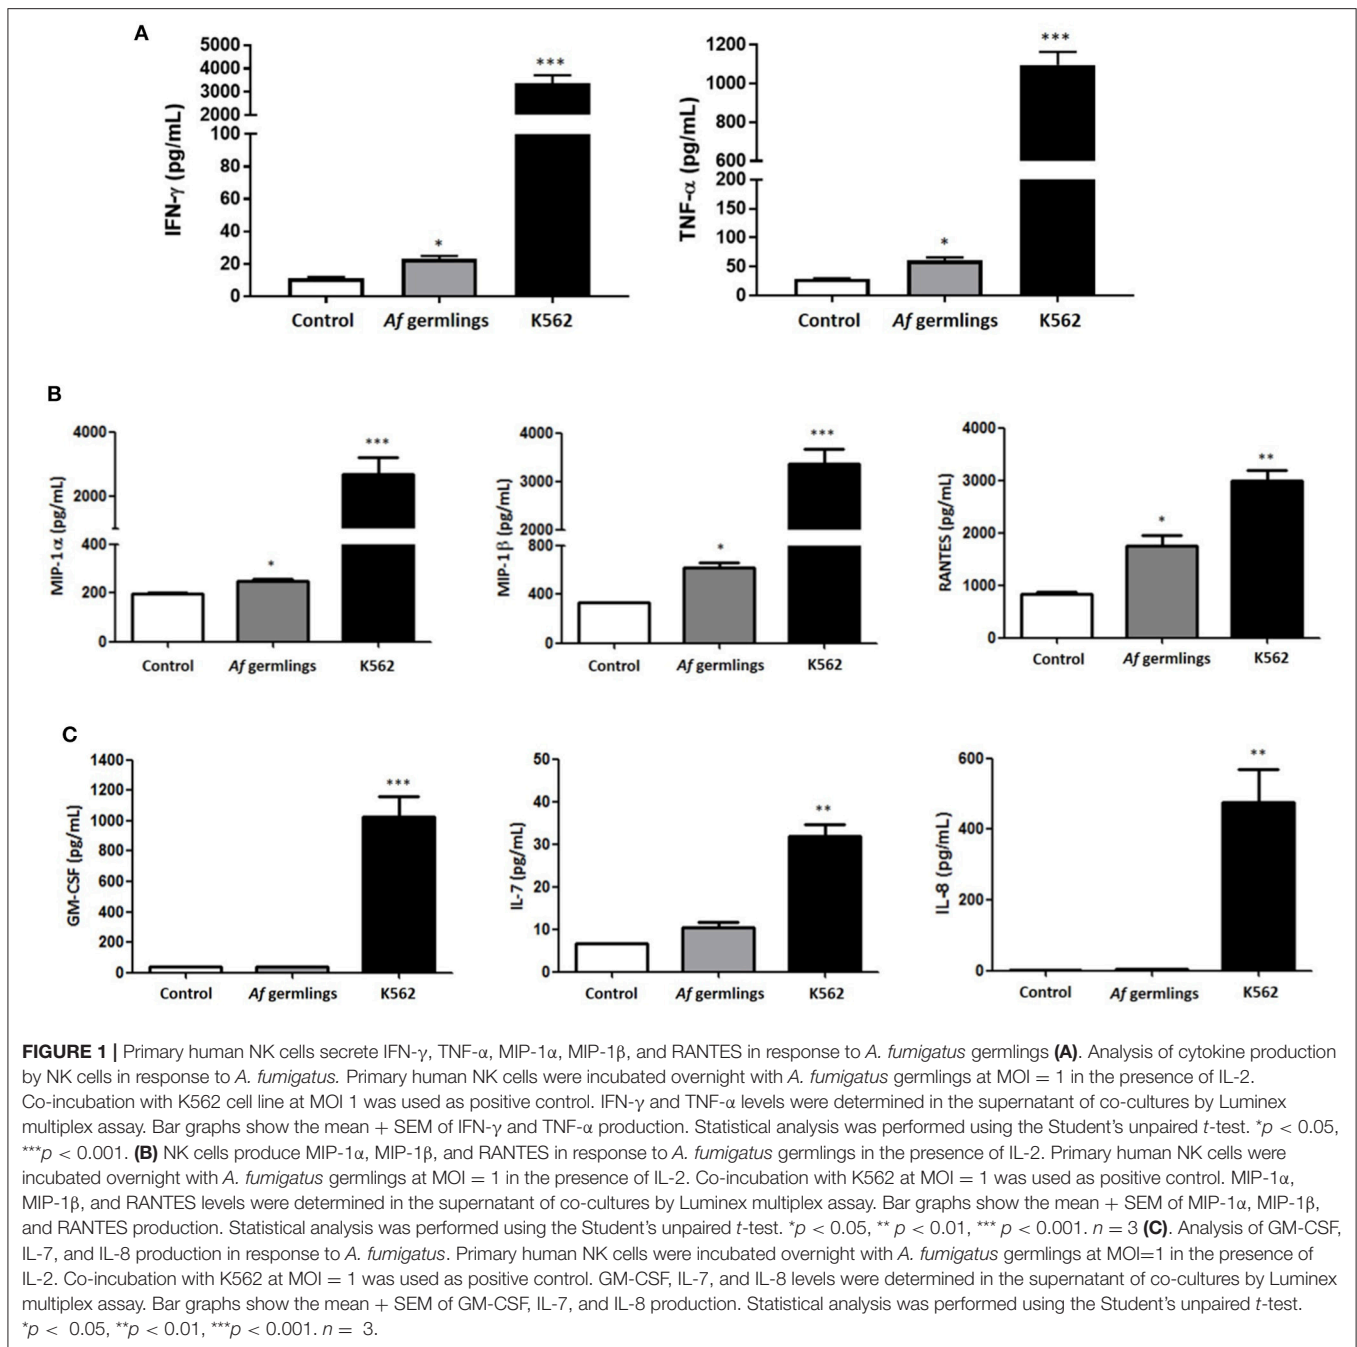 A
IFN-γ (pg/mL)
5000
4000
3000
2000
100
80
60
40
20
0
***
*
Control Af germlings K562
TNF-α (pg/mL)
1200
1000
800
600
200
150
100
50
0
***
*
Control Af germlings K562
B
MIP-1α (pg/mL)
4000
2000
400
200
0
***
*
Control Af germlings K562
MIP-1β (pg/mL)
4000
3000
2000
800
400
0
***
*
Control Af germlings K562
RANTES (pg/mL)
4000
3000
2000
1000
0
**
*
Control Af germlings K562
C
GM-CSF (pg/mL)
1400
1200
1000
800
600
400
200
0
***
Control Af germlings K562
IL-7 (pg/mL)
50
40
30
20
10
0
**
Control Af germlings K562
IL-8 (pg/mL)
600
400
200
0
**
Control Af germlings K562
FIGURE 1 | Primary human NK cells secrete IFN-γ, TNF-α, MIP-1α, MIP-1β, and RANTES in response to A. fumigatus germlings (A). Analysis of cytokine production
by NK cells in response to A. fumigatus. Primary human NK cells were incubated overnight with A. fumigatus germlings at MOI = 1 in the presence of IL-2.
Co-incubation with K562 cell line at MOI 1 was used as positive control. IFN-γ and TNF-α levels were determined in the supernatant of co-cultures by Luminex
multiplex assay. Bar graphs show the mean + SEM of IFN-γ and TNF-α production. Statistical analysis was performed using the Student's unpaired t-test. *p < 0.05,
***p < 0.001. (B) NK cells produce MIP-1α, MIP-1β, and RANTES in response to A. fumigatus germlings in the presence of IL-2. Primary human NK cells were
incubated overnight with A. fumigatus germlings at MOI = 1 in the presence of IL-2. Co-incubation with K562 at MOI = 1 was used as positive control. MIP-1α,
MIP-1β, and RANTES levels were determined in the supernatant of co-cultures by Luminex multiplex assay. Bar graphs show the mean + SEM of MIP-1α, MIP-1β,
and RANTES production. Statistical analysis was performed using the Student's unpaired t-test. *p < 0.05, ** p < 0.01, *** p < 0.001. n = 3 (C). Analysis of GM-CSF,
IL-7, and IL-8 production in response to A. fumigatus. Primary human NK cells were incubated overnight with A. fumigatus germlings at MOI=1 in the presence of
IL-2. Co-incubation with K562 at MOI = 1 was used as positive control. GM-CSF, IL-7, and IL-8 levels were determined in the supernatant of co-cultures by Luminex
multiplex assay. Bar graphs show the mean + SEM of GM-CSF, IL-7, and IL-8 production. Statistical analysis was performed using the Student's unpaired t-test.
*p < 0.05, **p < 0.01, ***p < 0.001. n = 3.